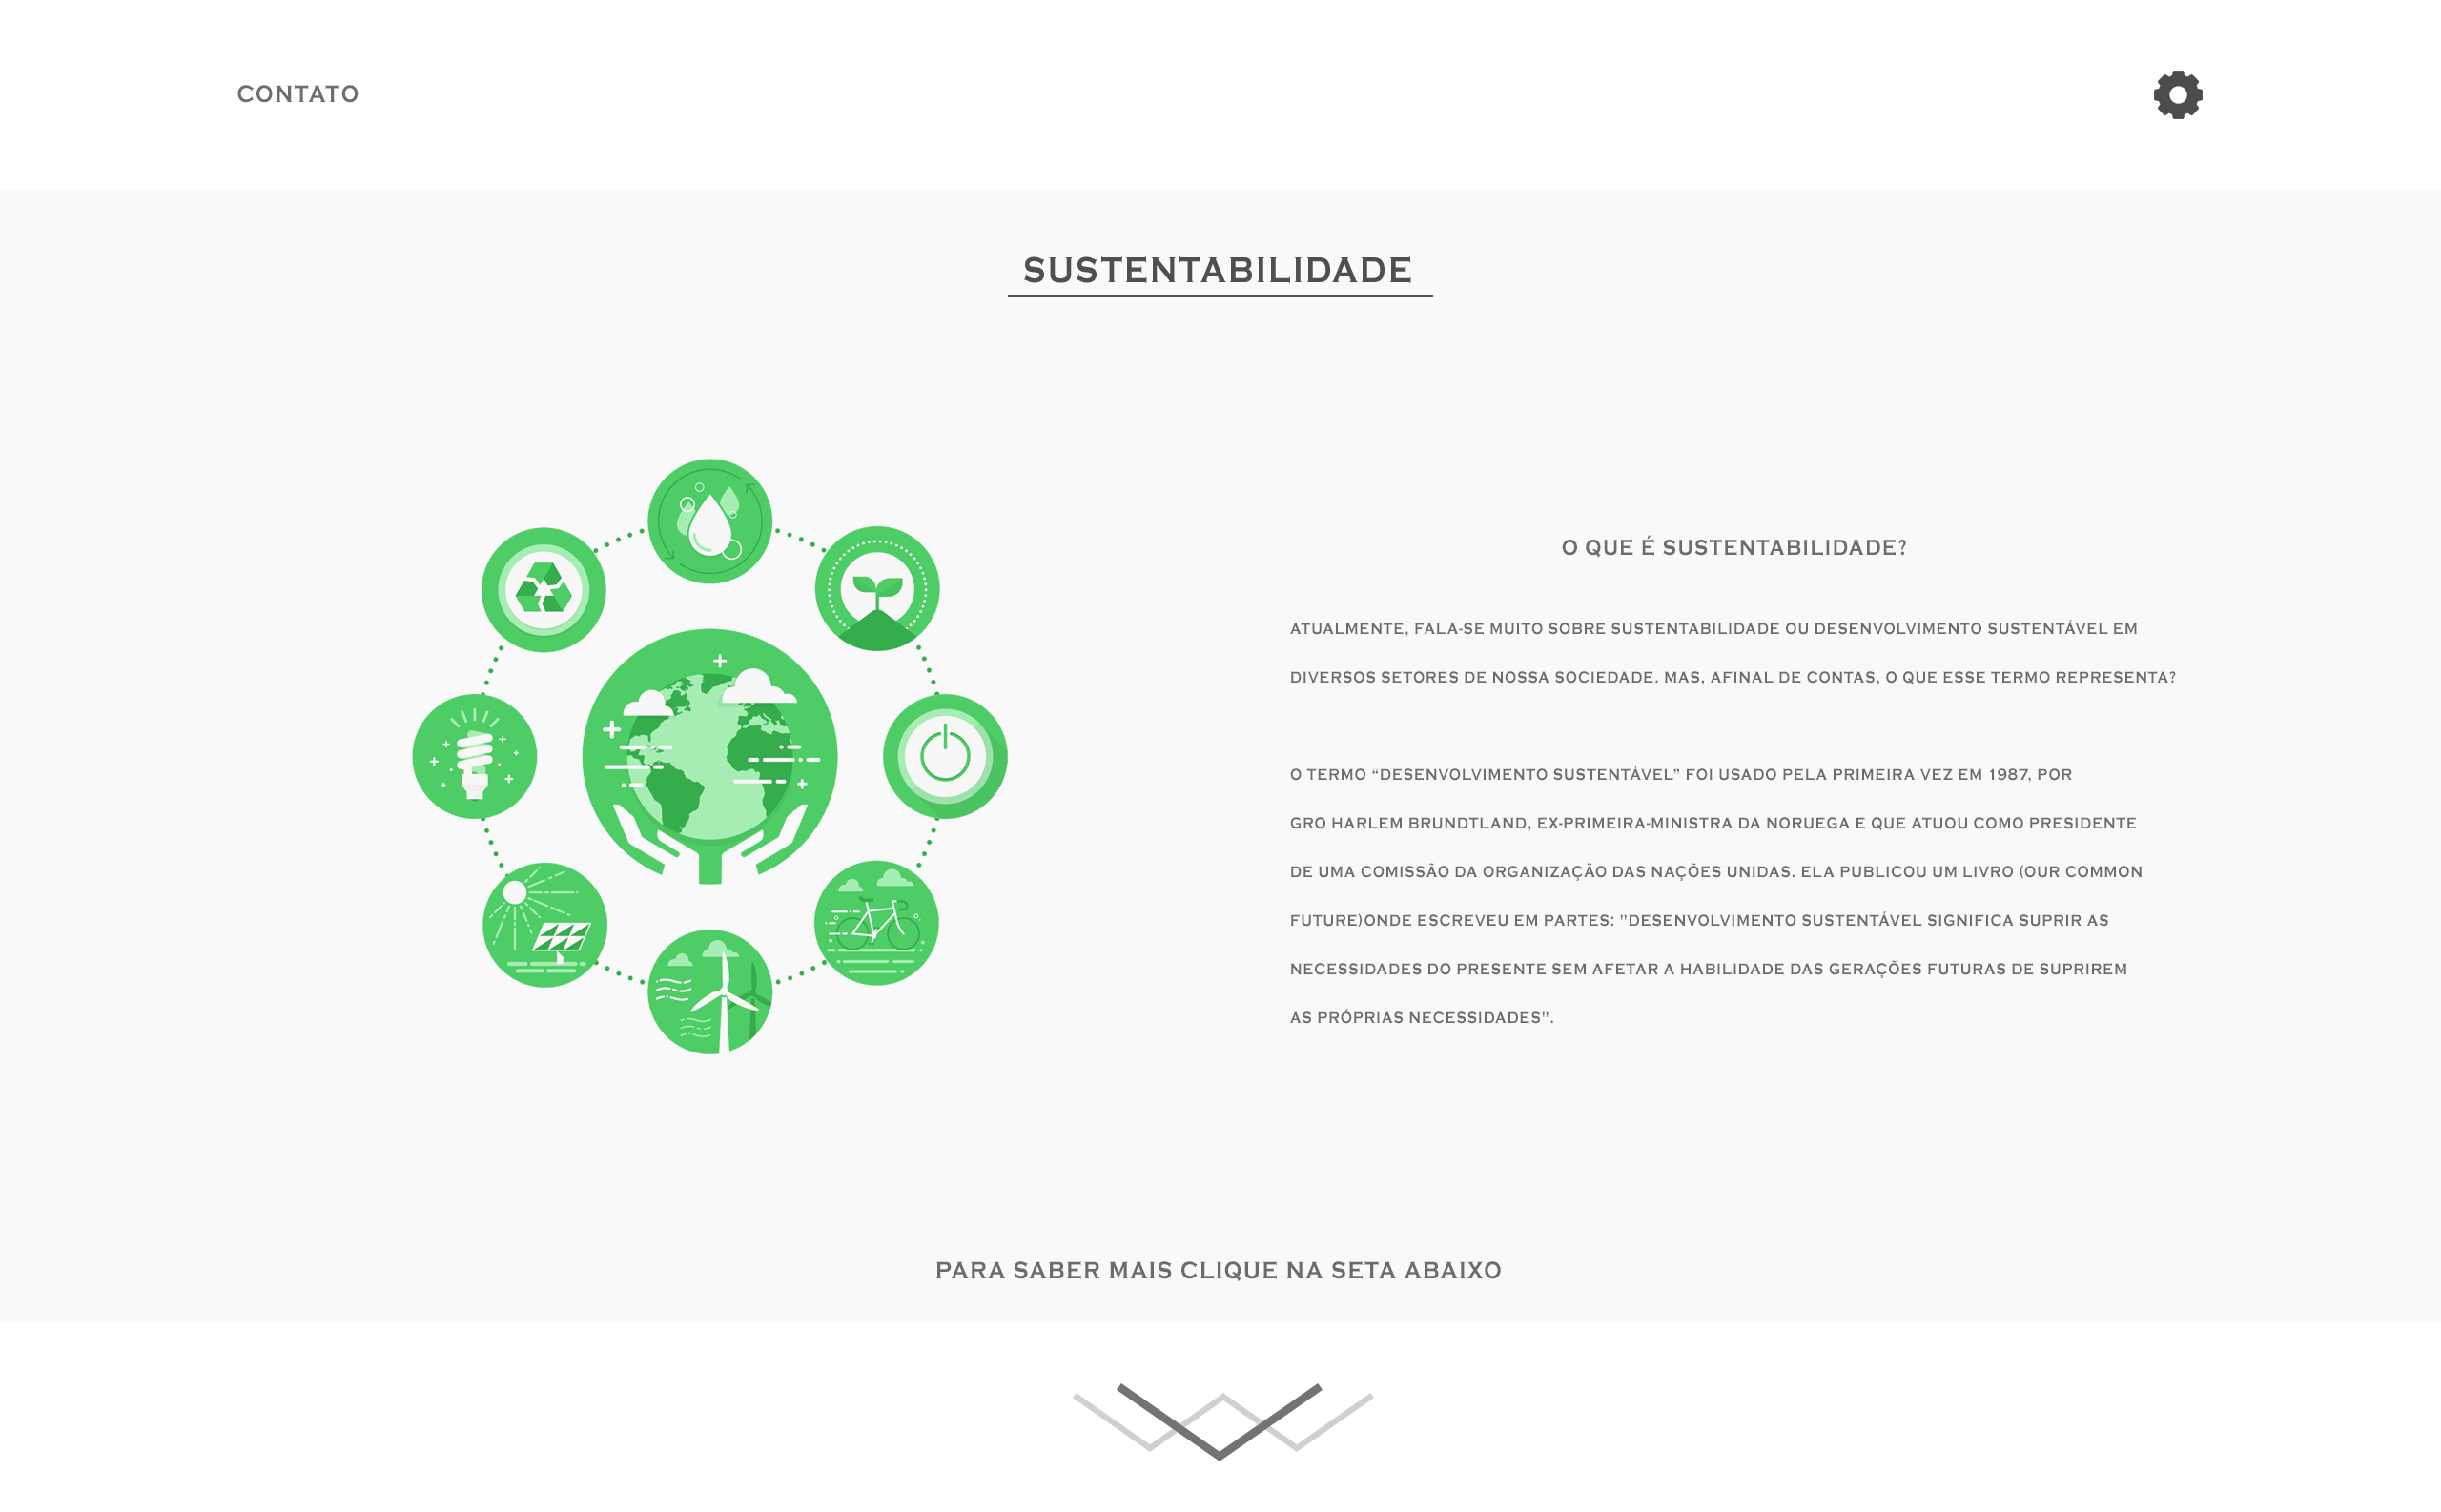 CONTATO
SUSTENTABILIDADE
O QUE É SUSTENTABILIDADE?
ATUALMENTE, FALA-SE MUITO SOBRE SUSTENTABILIDADE OU DESENVOLVIMENTO SUSTENTÁVEL EM
DIVERSOS SETORES DE NOSSA SOCIEDADE. MAS, AFINAL DE CONTAS, O QUE ESSE TERMO REPRESENTA?
O TERMO “DESENVOLVIMENTO SUSTENTÁVEL” FOI USADO PELA PRIMEIRA VEZ EM 1987, POR
GRO HARLEM BRUNDTLAND, EX-PRIMEIRA-MINISTRA DA NORUEGA E QUE ATUOU COMO PRESIDENTE
DE UMA COMISSÃO DA ORGANIZAÇÃO DAS NAÇÕES UNIDAS. ELA PUBLICOU UM LIVRO (OUR COMMON
FUTURE)ONDE ESCREVEU EM PARTES: "DESENVOLVIMENTO SUSTENTÁVEL SIGNIFICA SUPRIR AS
NECESSIDADES DO PRESENTE SEM AFETAR A HABILIDADE DAS GERAÇÕES FUTURAS DE SUPRIREM
AS PRÓPRIAS NECESSIDADES".
PARA SABER MAIS CLIQUE NA SETA ABAIXO